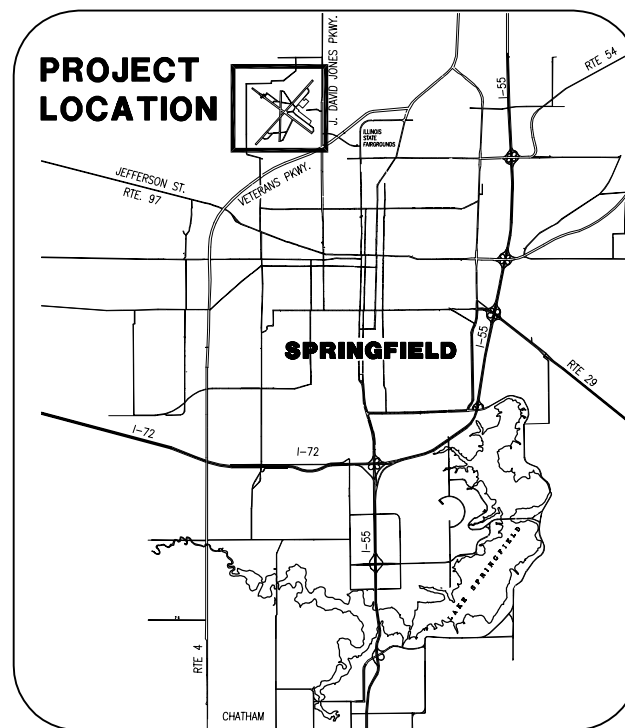 PROJECT
LOCATION
J. DAVID JONES PKWY.
I-55
RTE 54
ILLINOIS
STATE
FAIRGROUNDS
JEFFERSON ST.
RTE. 97
VETERANS PKWY.
SPRINGFIELD
I-55
RTE 29
I-72
I-72
I-55
LAKE SPRINGFIELD
RTE 4
CHATHAM